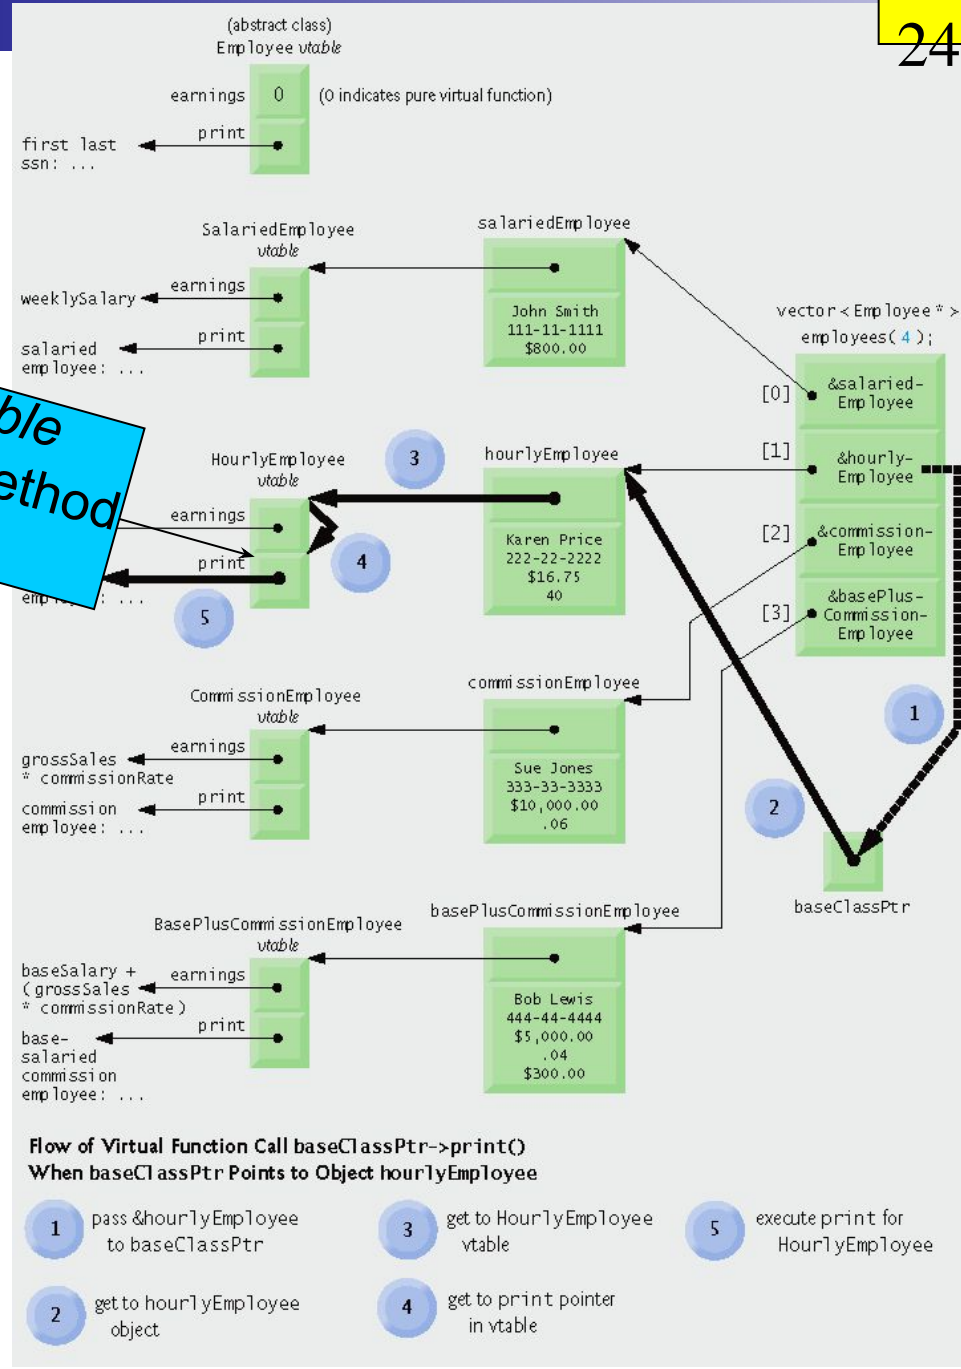 24
(abstract class)
Employee vtable
earnings
0
(0 indicates pure virtual function)
print
first last
ssn: ...
SalariedEmployee
vtable
salariedEmployee
weeklySalary
earnings
John Smith
111-11-1111
$800.00
salaried
employee: ...
print
vector < Employee * >
employees( 4 );
[0]
&salaried-
Employee
[1]
&hourly-
Employee
[2]
&commission-
Employee
[3]
&basePlus-
Commission-
Employee
HourlyEmployee
vtable
3
hourlyEmployee
earnings
Karen Price
222-22-2222
$16.75
40
print
4
5
employee: ...
CommissionEmployee
vtable
commissionEmployee
grossSales
* commissionRate
earnings
Sue Jones
333-33-3333
$10,000.00
.06
commission
employee: ...
print
1
2
baseClassPtr
BasePlusCommissionEmployee
vtable
basePlusCommissionEmployee
baseSalary +
( grossSales
* commissionRate )
earnings
Bob Lewis
444-44-4444
$5,000.00
.04
$300.00
base-
salaried
commission
employee: ...
print
Flow of Virtual Function Call baseClassPtr->print()
When baseClassPtr Points to Object hourlyEmployee
1 pass &hourlyEmployee
to baseClassPtr
2 get to hourlyEmployee
object
3 get to HourlyEmployee
vtable
4 get to print pointer
in vtable
5 execute print for
HourlyEmployee